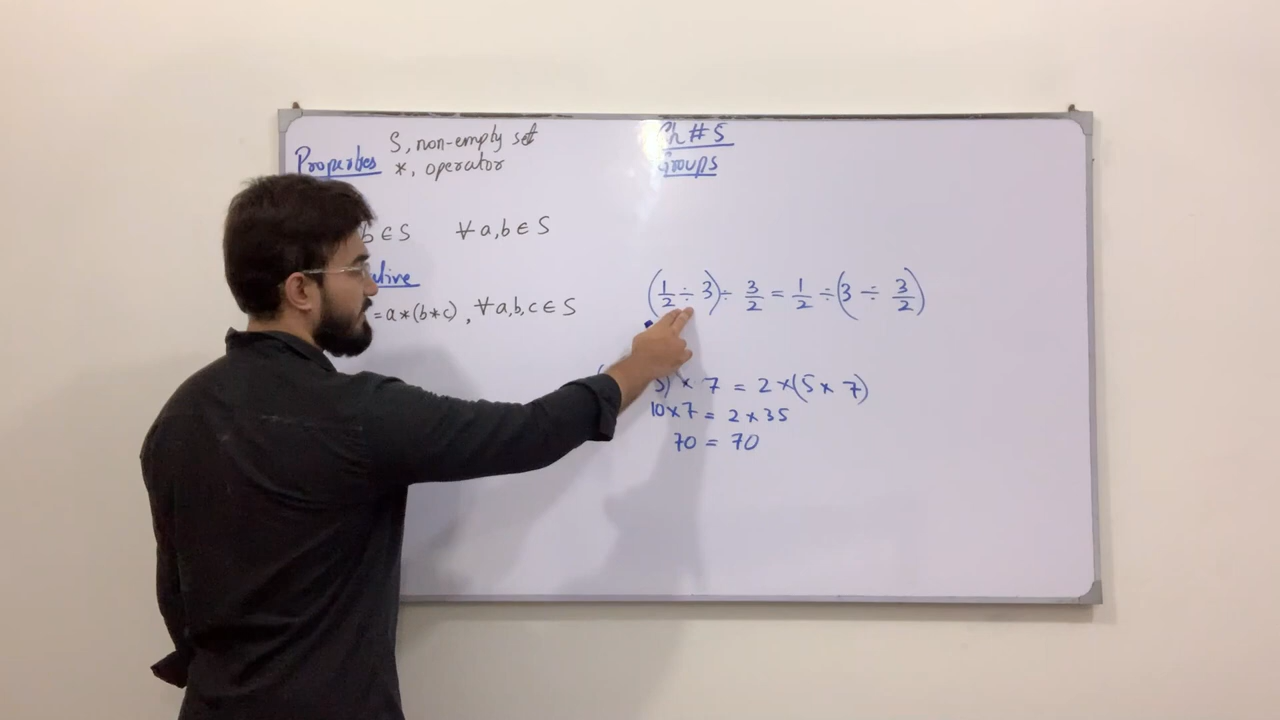 S, non-empty set
Properties *, operator
b ∈ S ∀ a,b ∈ S
= a*(b*c), ∀ a,b,c ∈ S
Ch # 5
Groups
(1/2 ÷ 3) ÷ 3/2 = 1/2 ÷ (3 ÷ 3/2)
) × 7 = 2 × (5 × 7)
10 × 7 = 2 × 35
70 = 70